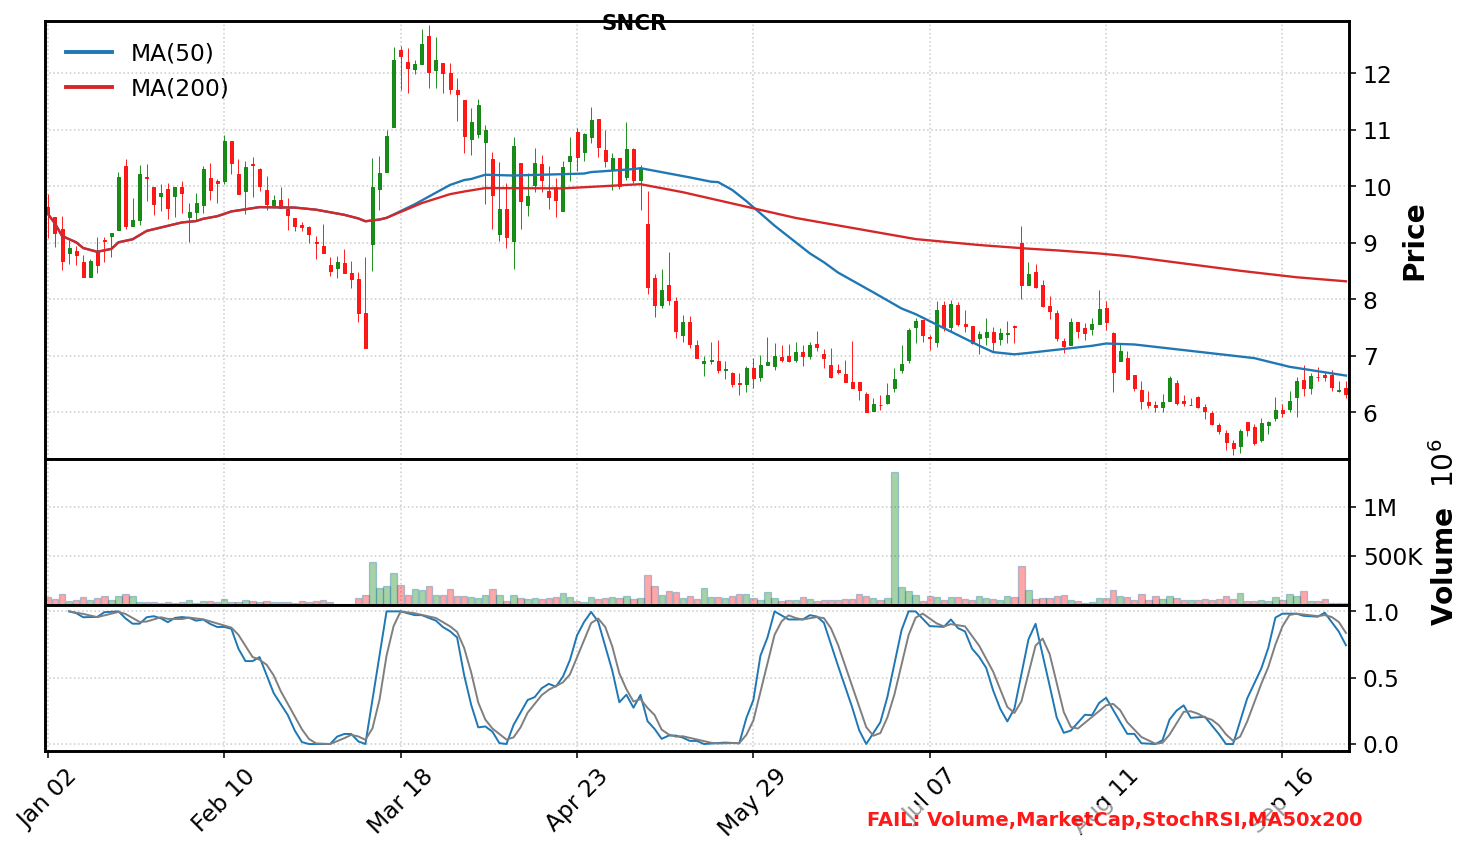 SNCR
MA(50)
MA(200)
12
11
10
9
8
7
6
Price
1M
500K
Volume 10^6
1.0
0.5
0.0
Jan 02
Feb 10
Mar 18
Apr 23
May 29
Jul 07
Aug 11
Sep 16
FAIL: Volume,MarketCap,StochRSI,MA50x200